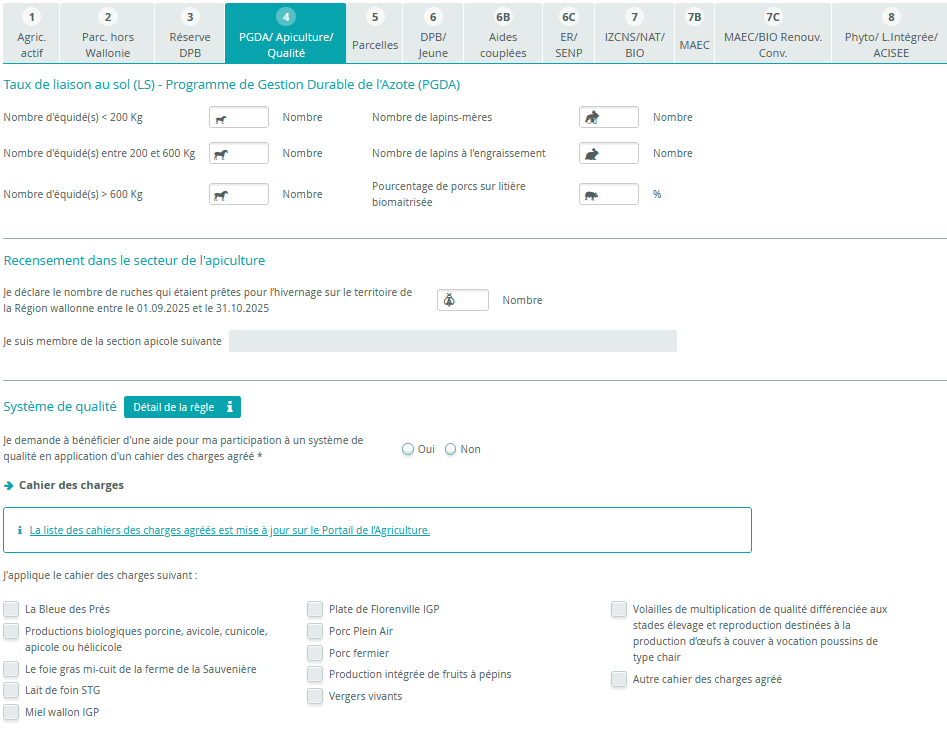 1 2 3 4 5 6 6B 6C 7 7B 7C 8
Agric. actif
Parc. hors Wallonie
Réserve DPB
PGDA/ Apiculture/ Qualité
Parcelles
DPB/ Jeune
Aides couplées
ER/ SENP
IZCNS/NAT/ BIO
MAEC
MAEC/BIO Renouv. Conv.
Phyto/ L.Intégrée/ ACISEE
Taux de liaison au sol (LS) - Programme de Gestion Durable de l'Azote (PGDA)
Nombre d'équidé(s) < 200 Kg Nombre Nombre de lapins-mères Nombre
Nombre d'équidé(s) entre 200 et 600 Kg Nombre Nombre de lapins à l'engraissement Nombre
Nombre d'équidé(s) > 600 Kg Nombre Pourcentage de porcs sur litière
biomaitrisée %
Recensement dans le secteur de l'apiculture
Je déclare le nombre de ruches qui étaient prêtes pour l’hivernage sur le territoire de
la Région wallonne entre le 01.09.2025 et le 31.10.2025 Nombre
Je suis membre de la section apicole suivante
Système de qualité Détail de la règle
Je demande à bénéficier d'une aide pour ma participation à un système de
qualité en application d'un cahier des charges agréé * Oui Non
Cahier des charges
La liste des cahiers des charges agréés est mise à jour sur le Portail de l’Agriculture.
J'applique le cahier des charges suivant :
La Bleue des Prés
Productions biologiques porcine, avicole, cunicole,
apicole ou hélicicole
Le foie gras mi-cuit de la ferme de la Sauvenière
Lait de foin STG
Miel wallon IGP
Plate de Florenville IGP
Porc Plein Air
Porc fermier
Production intégrée de fruits à pépins
Vergers vivants
Volailles de multiplication de qualité différenciée aux
stades élevage et reproduction destinées à la
production d’œufs à couver à vocation poussins de
type chair
Autre cahier des charges agréé